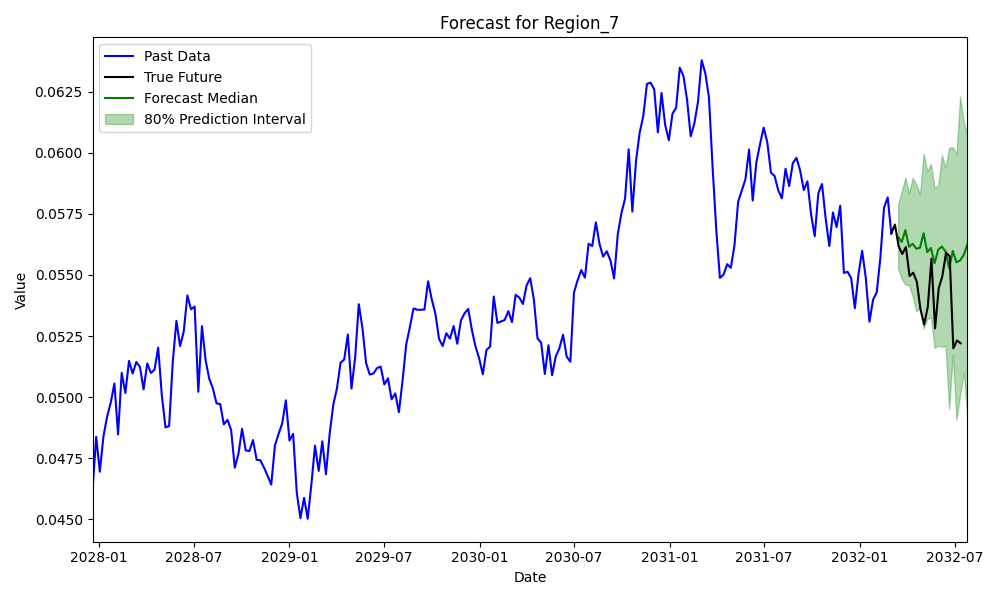 Forecast for Region_7
Past Data
True Future
Forecast Median
80% Prediction Interval
Value
0.0625
0.0600
0.0575
0.0550
0.0525
0.0500
0.0475
0.0450
2028-01
2028-07
2029-01
2029-07
2030-01
2030-07
2031-01
2031-07
2032-01
2032-07
Date